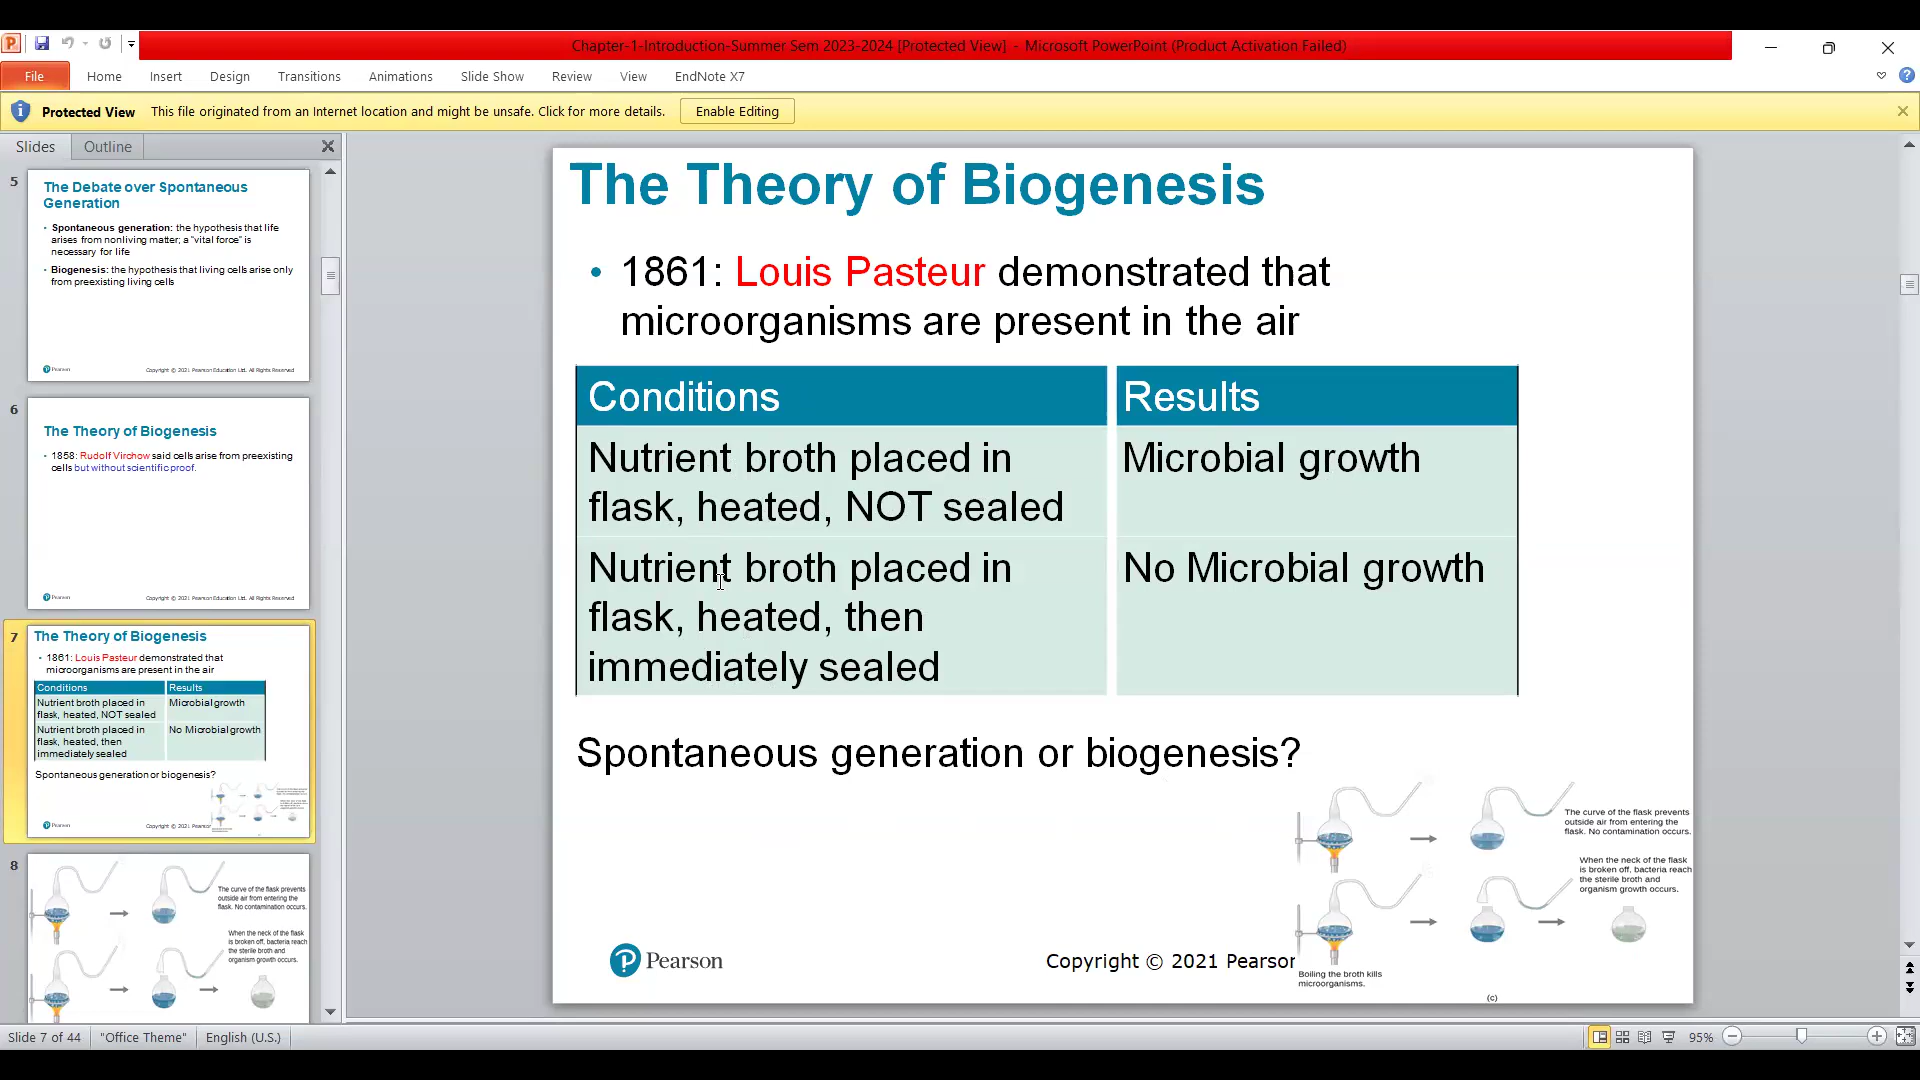 Chapter-1-Introduction-Summer Sem 2023-2024 [Protected View] - Microsoft PowerPoint (Product Activation Failed)
File Home Insert Design Transitions Animations Slide Show Review View EndNote X7
Protected View This file originated from an Internet location and might be unsafe. Click for more details. Enable Editing
Slides Outline
5
The Debate over Spontaneous
Generation
• Spontaneous generation: the hypothesis that life
arises from nonliving matter; a "vital force" is
necessary for life
• Biogenesis: the hypothesis that living cells arise only
from preexisting living cells
Pearson Copyright © 2021 Pearson Education Ltd. All Rights Reserved
6
The Theory of Biogenesis
• 1858: Rudolf Virchow said cells arise from preexisting
cells but without scientific proof.
Pearson Copyright © 2021 Pearson Education Ltd. All Rights Reserved
7
The Theory of Biogenesis
• 1861: Louis Pasteur demonstrated that
microorganisms are present in the air
Conditions Results
Nutrient broth placed in Microbial growth
flask, heated, NOT sealed
Nutrient broth placed in No Microbial growth
flask, heated, then
immediately sealed
Spontaneous generation or biogenesis?
Pearson Copyright © 2021 Pearson
8
The curve of the flask prevents
outside air from entering the
flask. No contamination occurs.
When the neck of the flask
is broken off, bacteria reach
the sterile broth and
organism growth occurs.
The Theory of Biogenesis
• 1861: Louis Pasteur demonstrated that
microorganisms are present in the air
Conditions Results
Nutrient broth placed in Microbial growth
flask, heated, NOT sealed
Nutrient broth placed in No Microbial growth
flask, heated, then
immediately sealed
Spontaneous generation or biogenesis?
The curve of the flask prevents
outside air from entering the
flask. No contamination occurs.
When the neck of the flask
is broken off, bacteria reach
the sterile broth and
organism growth occurs.
Boiling the broth kills
microorganisms.
(c)
Pearson Copyright © 2021 Pearson
Slide 7 of 44 "Office Theme" English (U.S.) 95%